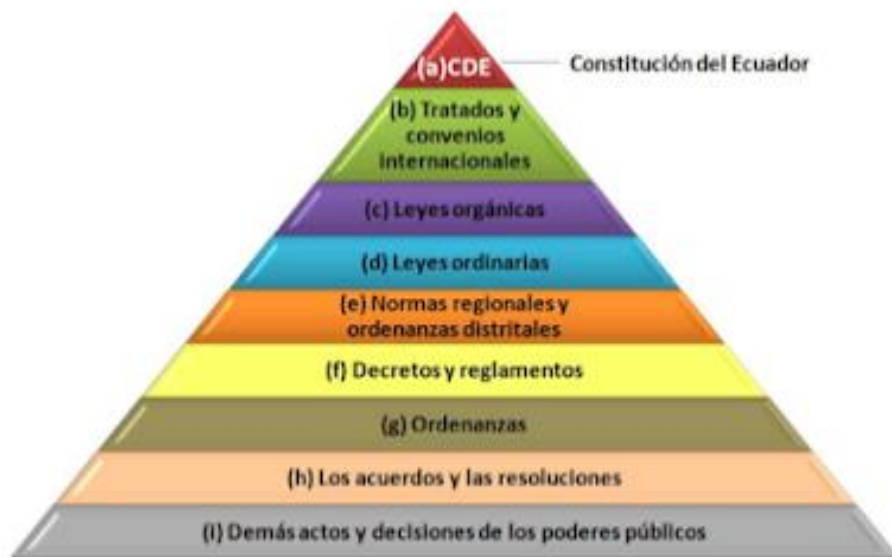 (a)CDE
Constitución del Ecuador
(b) Tratados y
convenios
internacionales
(c) Leyes orgánicas
(d) Leyes ordinarias
(e) Normas regionales y
ordenanzas distritales
(f) Decretos y reglamentos
(g) Ordenanzas
(h) Los acuerdos y las resoluciones
(i) Demás actos y decisiones de los poderes públicos